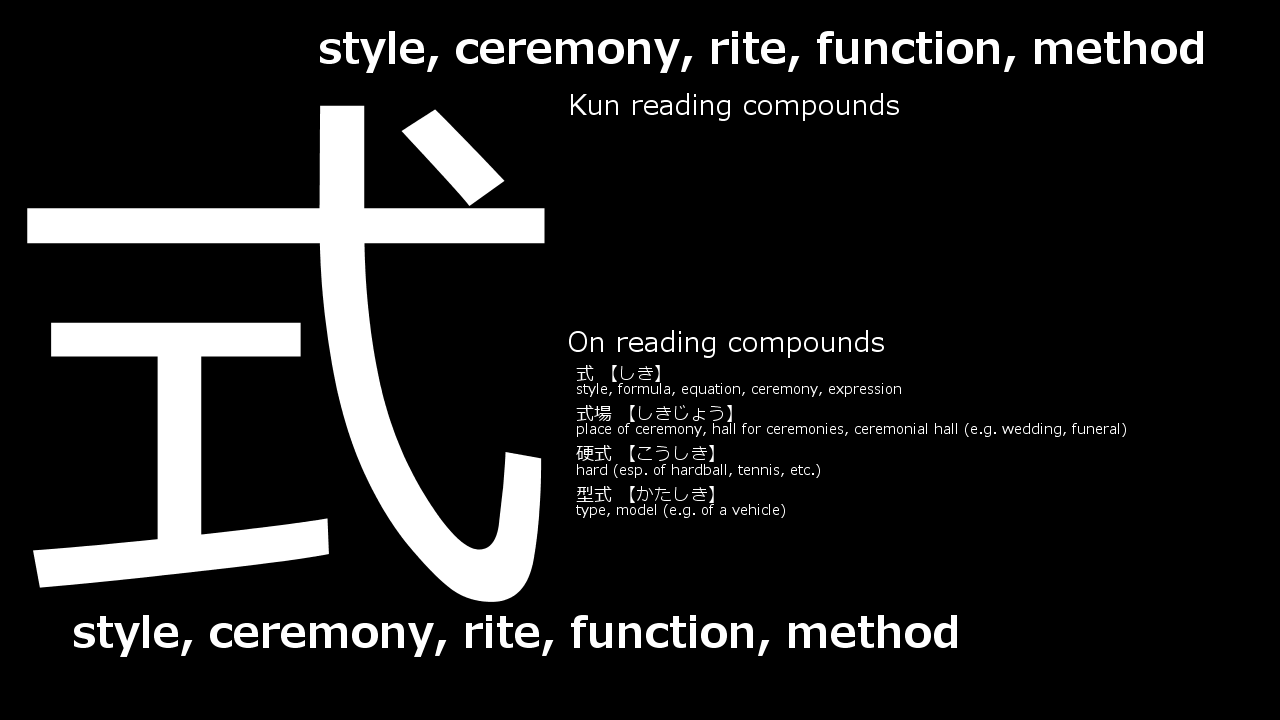 style, ceremony, rite, function, method
式
Kun reading compounds
On reading compounds
式 【しき】
style, formula, equation, ceremony, expression
式場 【しきじょう】
place of ceremony, hall for ceremonies, ceremonial hall (e.g. wedding, funeral)
硬式 【こうしき】
hard (esp. of hardball, tennis, etc.)
型式 【かたしき】
type, model (e.g. of a vehicle)
style, ceremony, rite, function, method